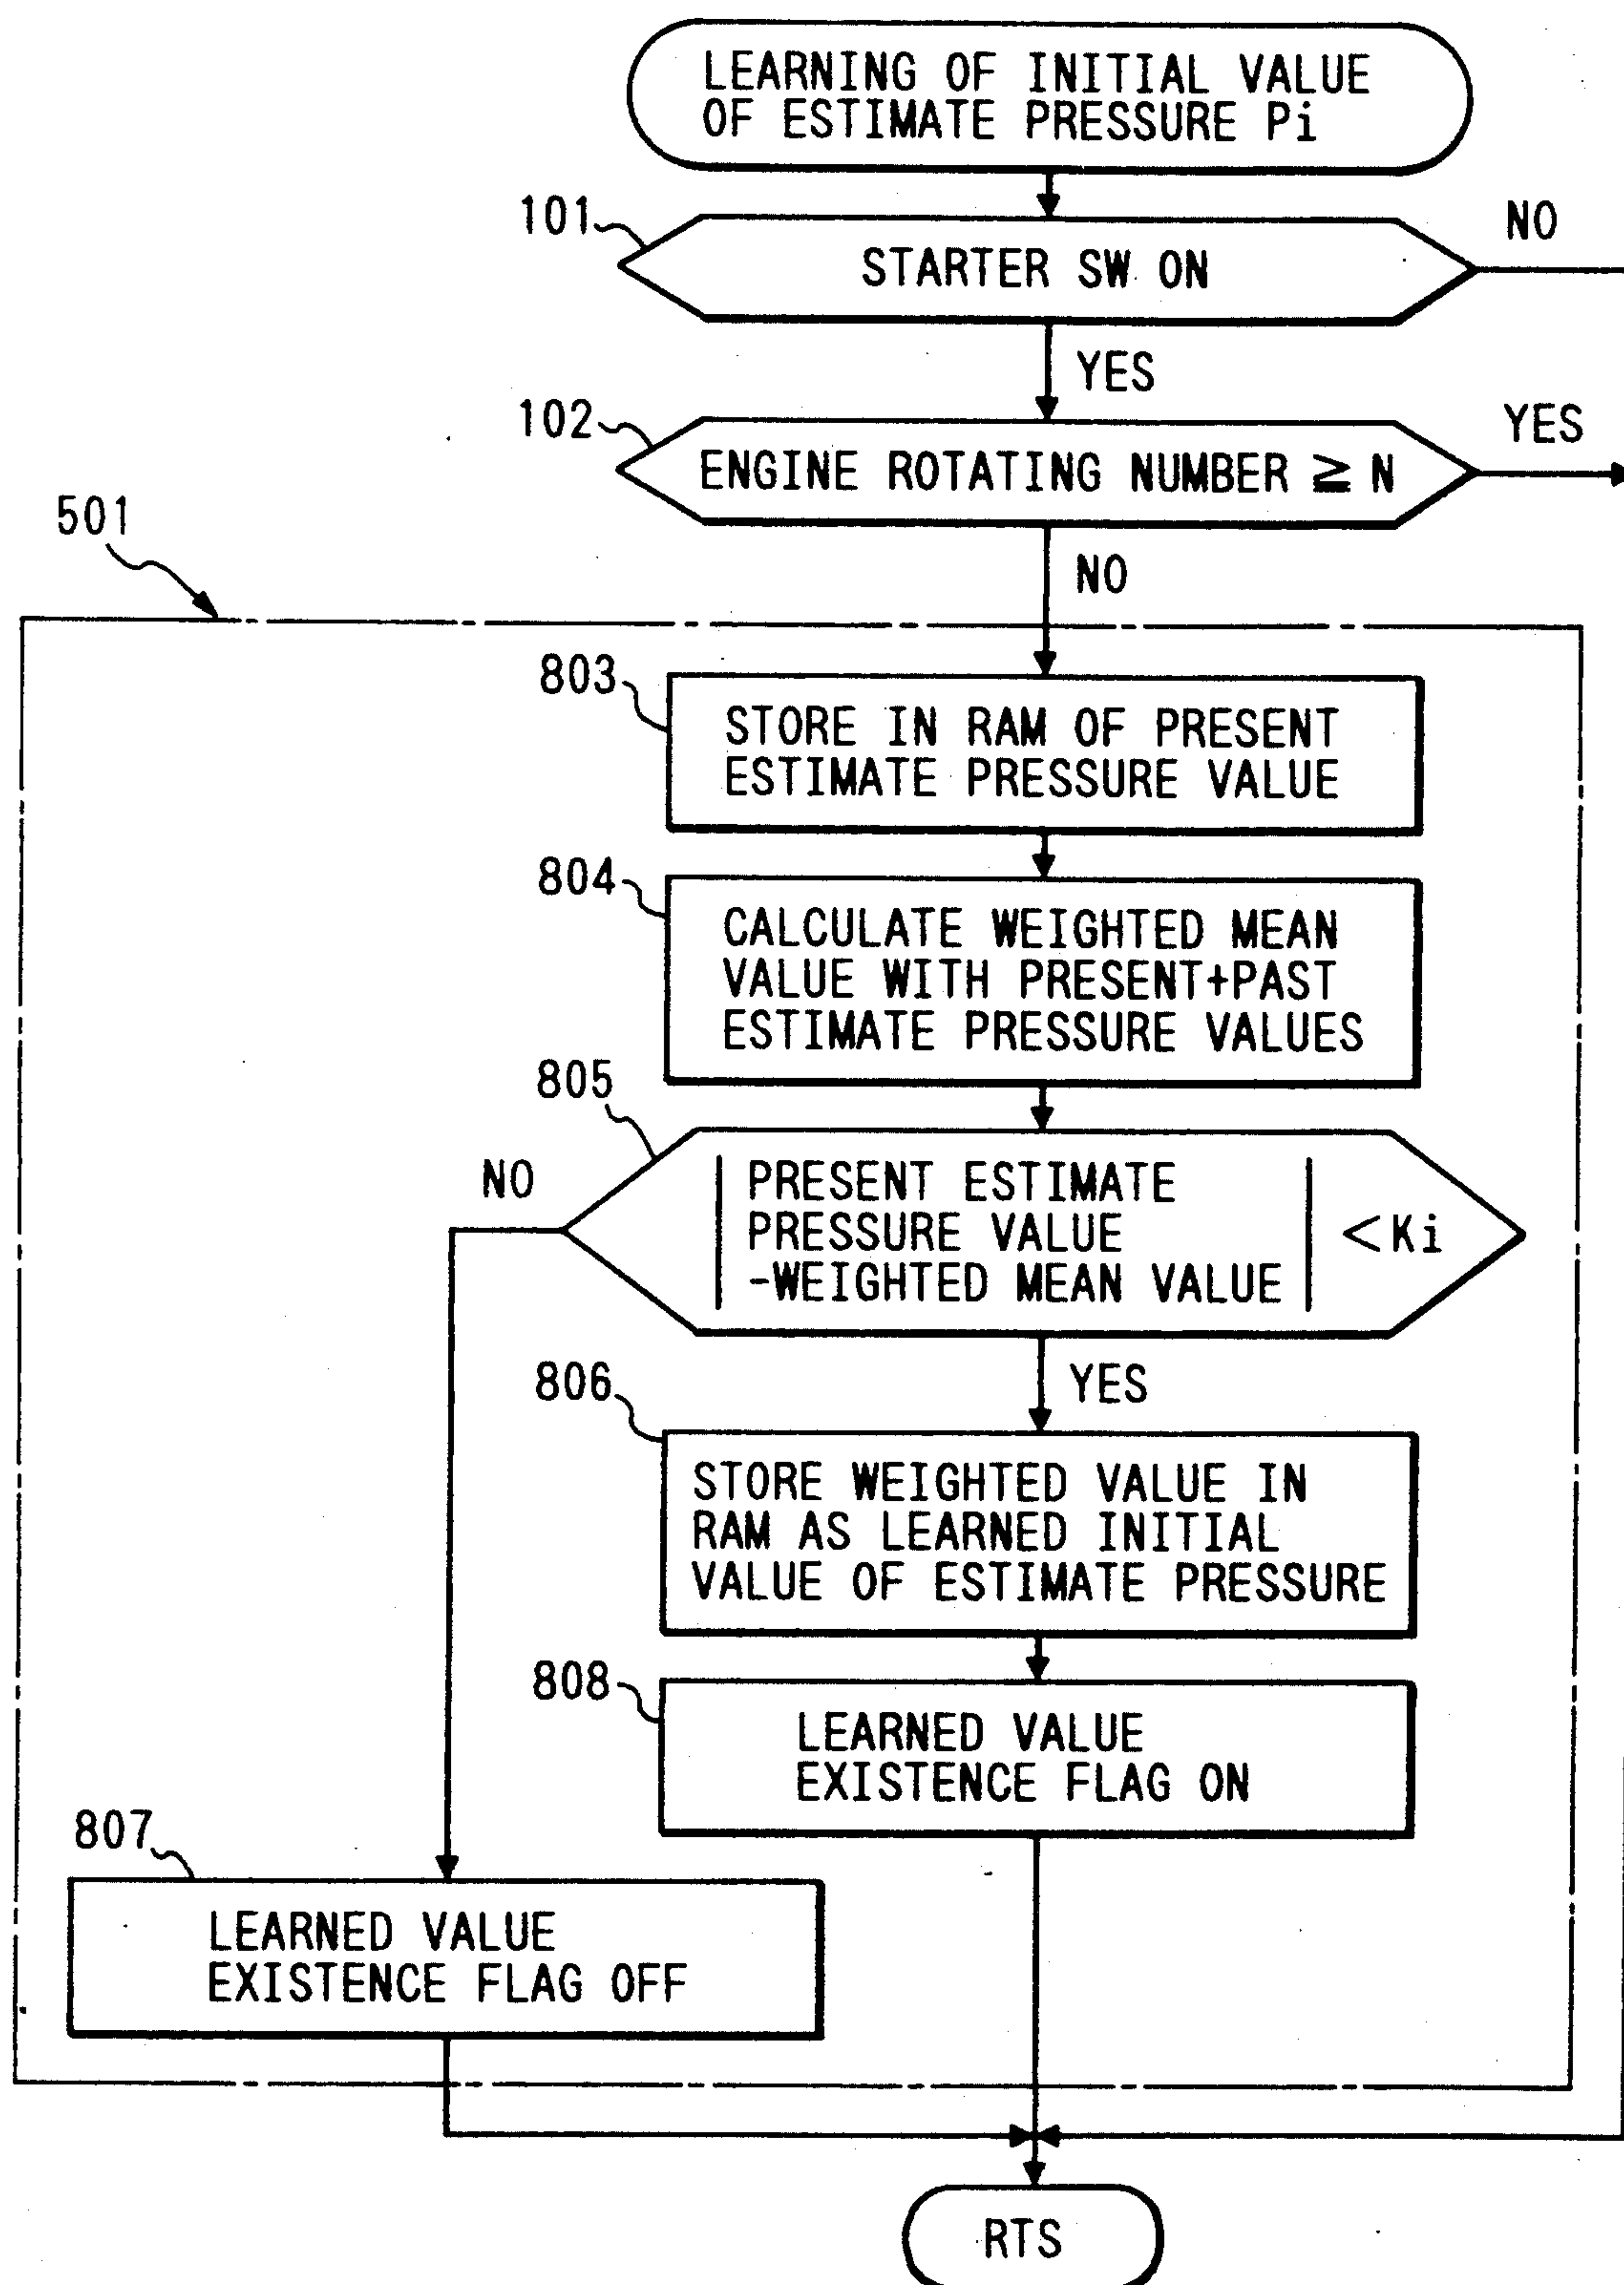 LEARNING OF INITIAL VALUE
OF ESTIMATE PRESSURE Pi
101
STARTER SW ON
NO
YES
102
ENGINE ROTATING NUMBER ≧ N
YES
NO
501
803
STORE IN RAM OF PRESENT
ESTIMATE PRESSURE VALUE
804
CALCULATE WEIGHTED MEAN
VALUE WITH PRESENT+PAST
ESTIMATE PRESSURE VALUES
805
NO
PRESENT ESTIMATE
PRESSURE VALUE
-WEIGHTED MEAN VALUE
<Ki
YES
806
STORE WEIGHTED VALUE IN
RAM AS LEARNED INITIAL
VALUE OF ESTIMATE PRESSURE
808
LEARNED VALUE
EXISTENCE FLAG ON
807
LEARNED VALUE
EXISTENCE FLAG OFF
RTS